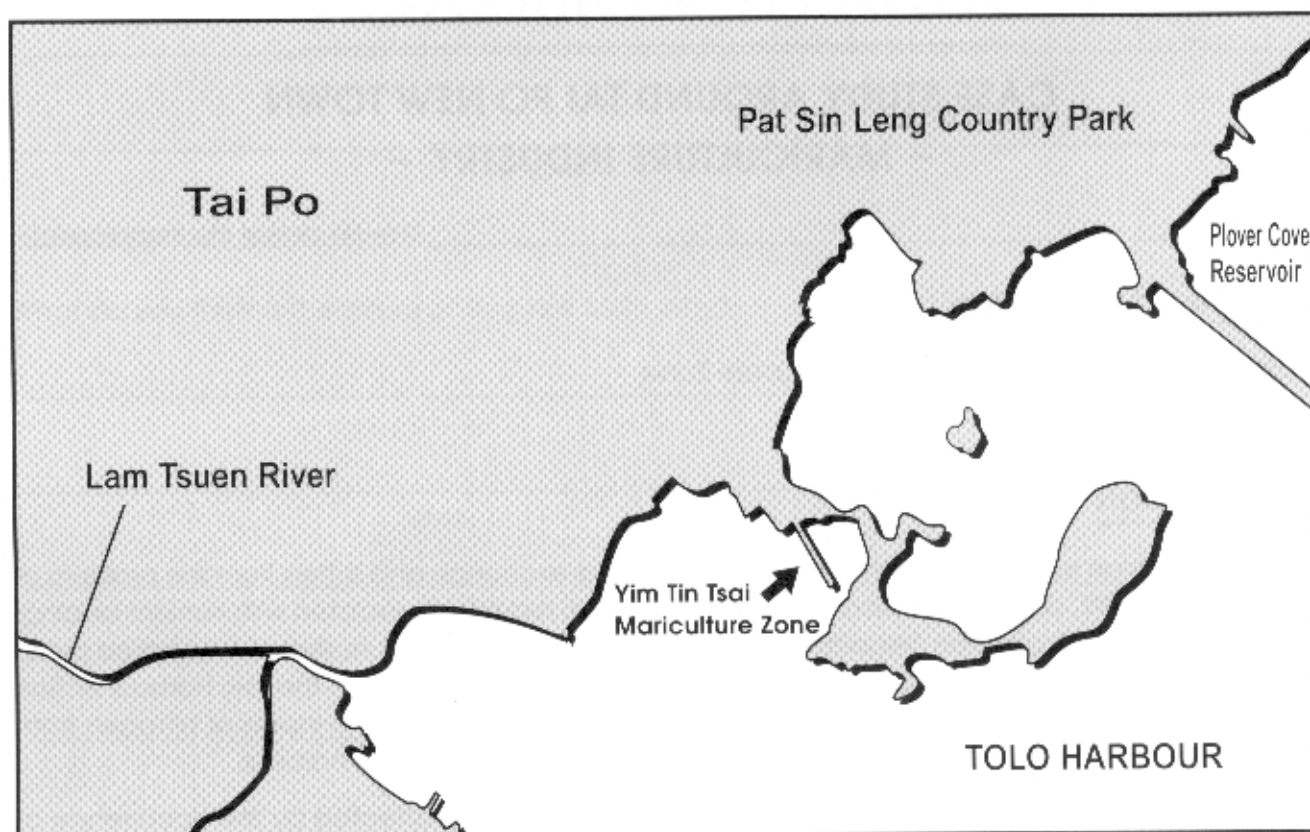 Pat Sin Leng Country Park
Tai Po
Plover Cove
Reservoir
Lam Tsuen River
Yim Tin Tsai
Mariculture Zone
TOLO HARBOUR